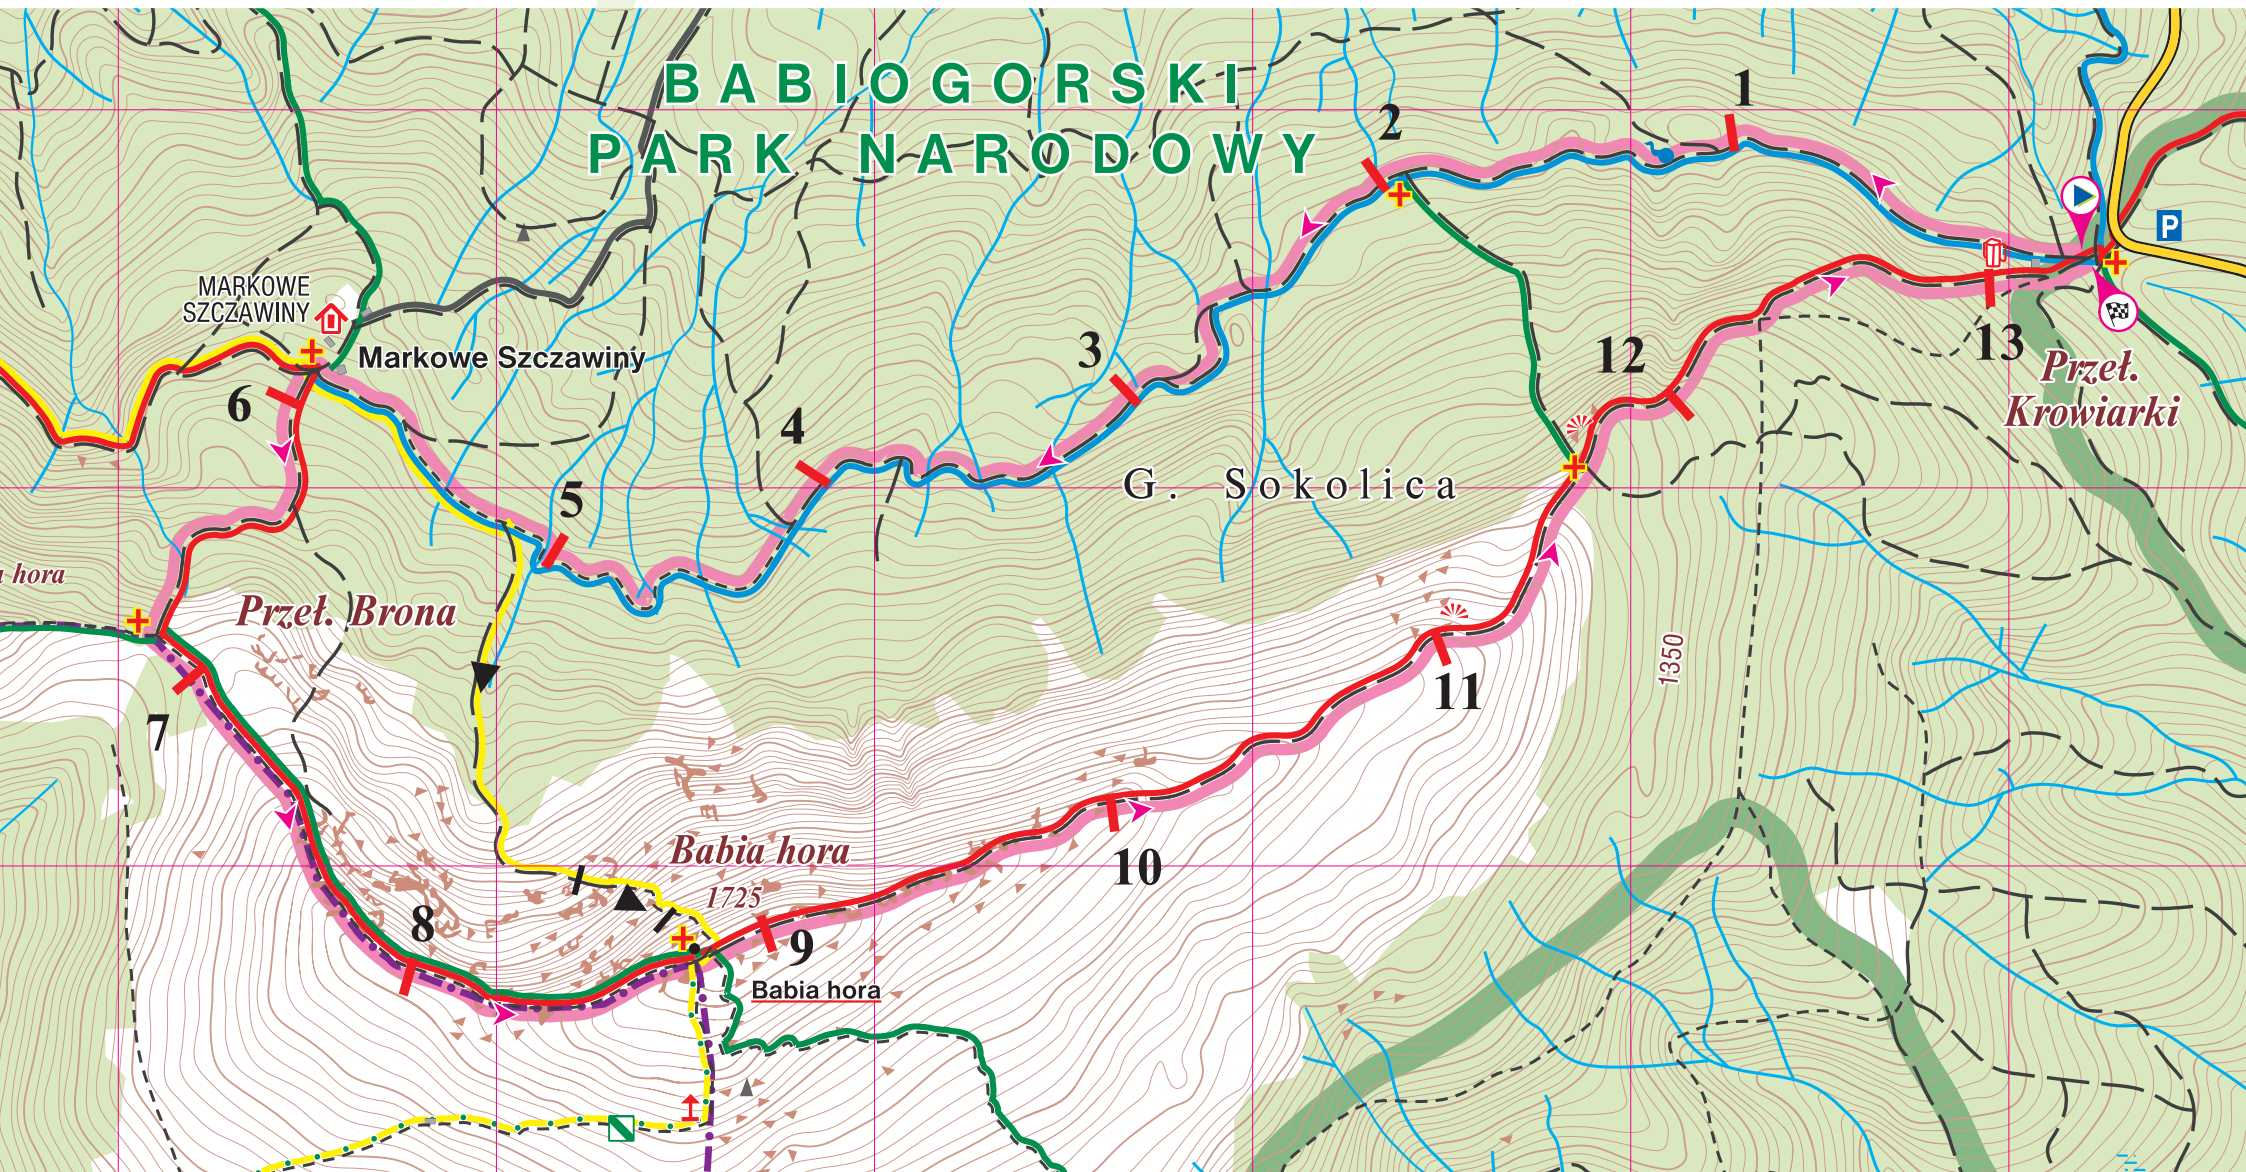 BABIOGORSKI
PARK NARODOWY
1
2
P
MARKOWE
SZCZAWINY
Markowe Szczawiny
3
12
13
Przeł.
Krowiarki
6
4
5
G. Sokolica
hora
Przeł. Brona
1350
7
11
Babia hora
1725
10
8
9
Babia hora